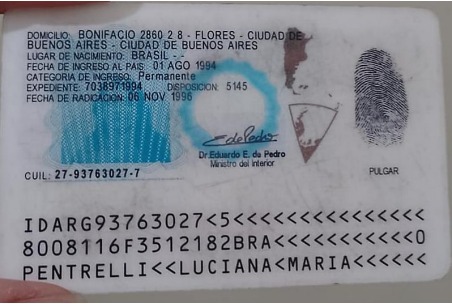 DOMICILIO: BONIFACIO 2860 2 8 - FLORES - CIUDAD DE
BUENOS AIRES - CIUDAD DE BUENOS AIRES
LUGAR DE NACIMIENTO: BRASIL - -
FECHA DE INGRESO AL PAIS: 01 AGO 1994
CATEGORIA DE INGRESO: Permanente
EXPEDIENTE: 7038971994 DISPOSICION: 5145
FECHA DE RADICACION: 06 NOV 1996
Dr. Eduardo E. de Pedro
Ministro del Interior
CUIL: 27-93763027-7
PULGAR
IDARG93763027<5<<<<<<<<<<<<<<<
8008116F3512182BRA<<<<<<<<<<<0
PENTRELLI<<LUCIANA<MARIA<<<<<<